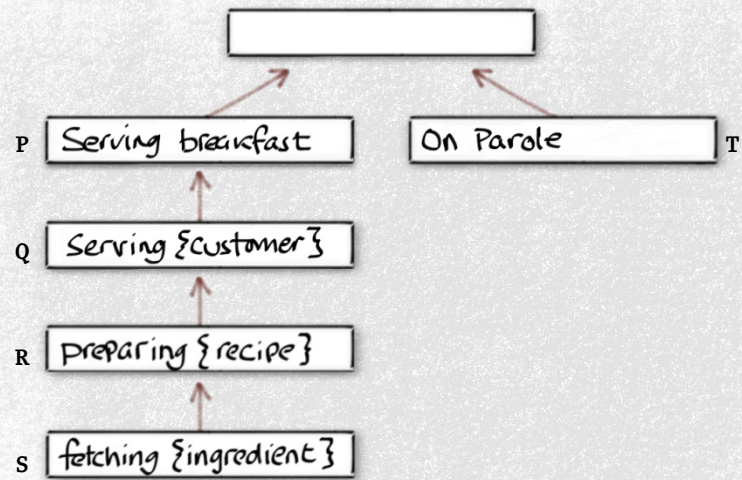 P Serving breakfast On Parole T
Q Serving {customer}
R preparing {recipe}
S fetching {ingredient}